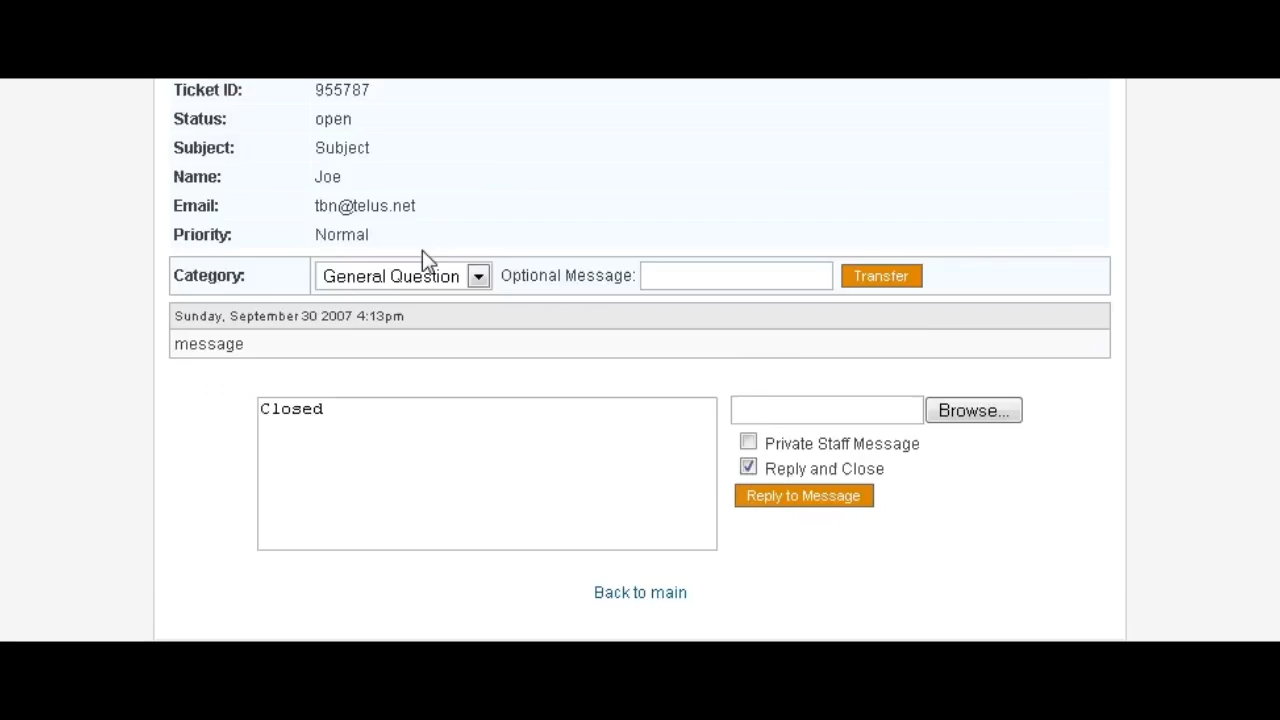 Ticket ID: 955787
Status: open
Subject: Subject
Name: Joe
Email: tbn@telus.net
Priority: Normal
Category: General Question Optional Message: Transfer
Sunday, September 30 2007 4:13pm
message
Closed
Browse...
Private Staff Message
Reply and Close
Reply to Message
Back to main